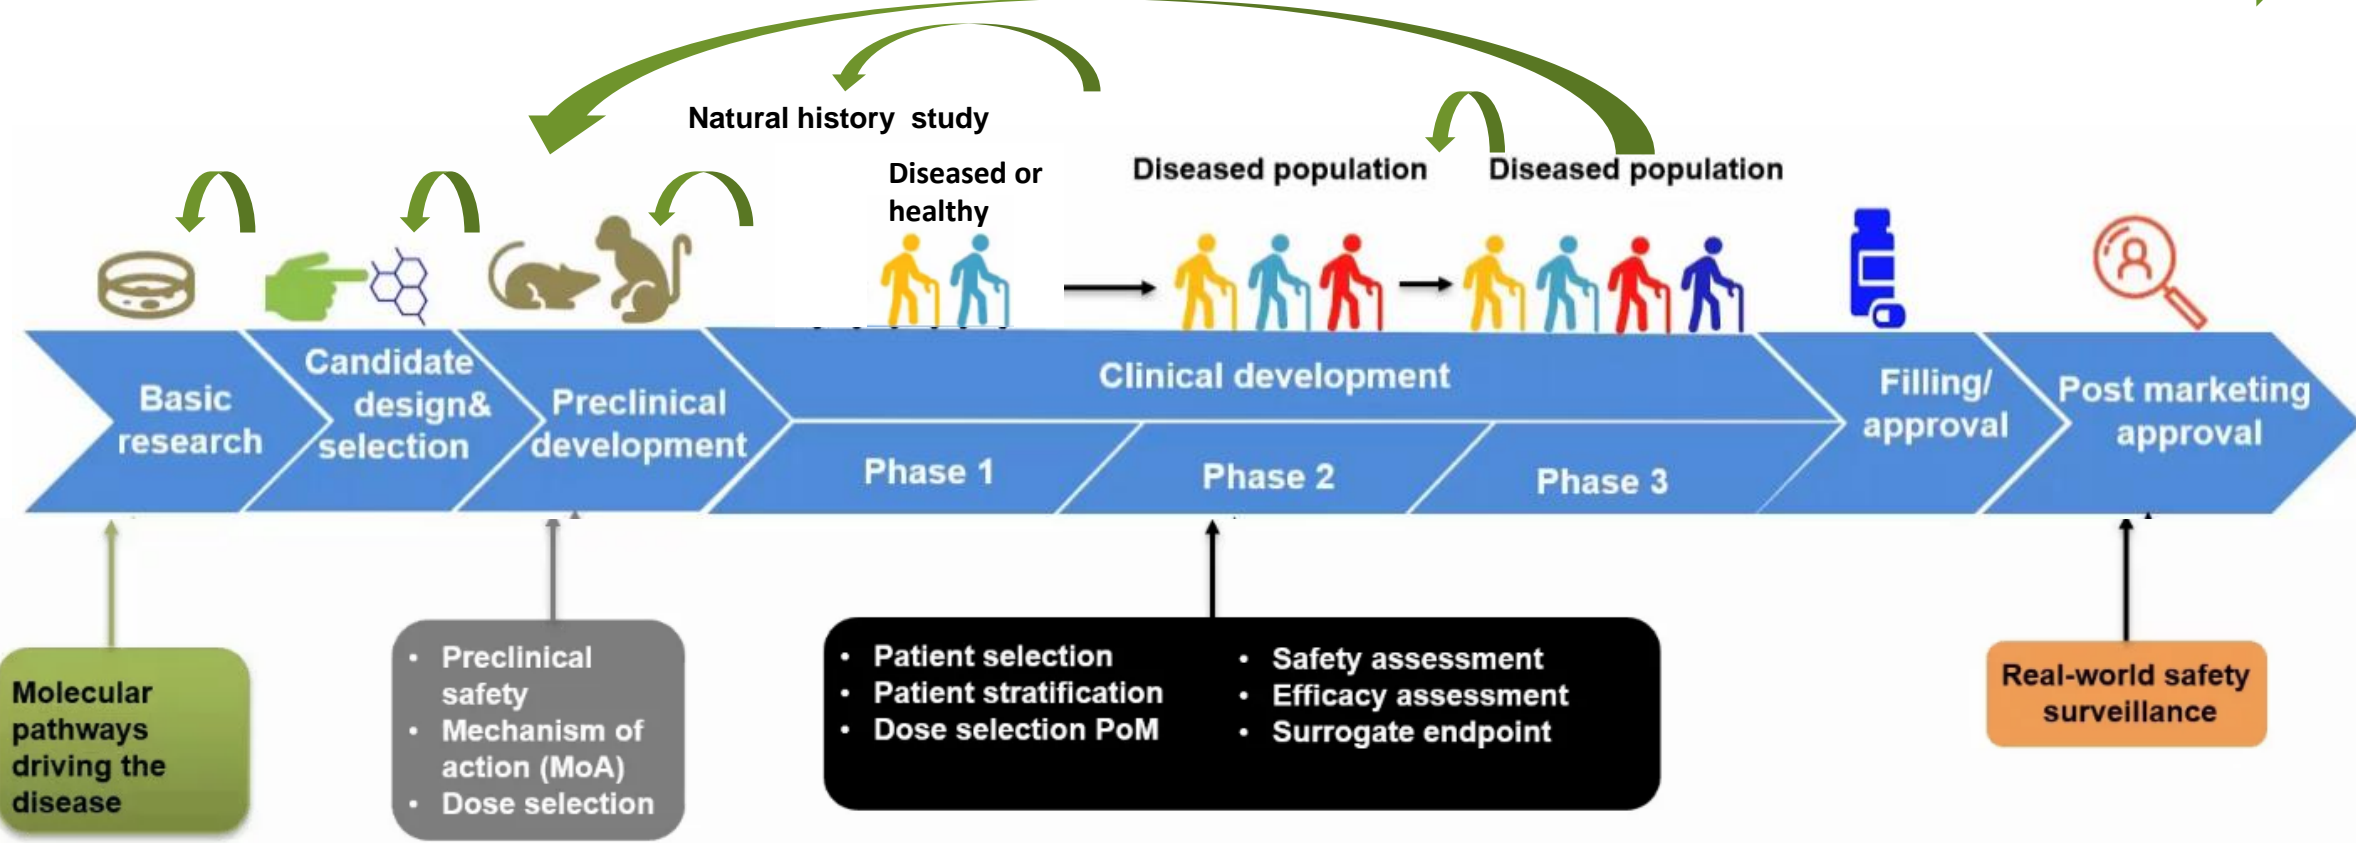 Natural history  study
Diseased or
healthy
Diseased population
Diseased population
Basic
research
Candidate
design&
selection
Preclinical
development
Clinical development
Phase 1
Phase 2
Phase 3
Filling/
approval
Post marketing
approval
Molecular
pathways
driving the
disease
• Preclinical
safety
• Mechanism of
action (MoA)
• Dose selection
• Patient selection
• Patient stratification
• Dose selection PoM
• Safety assessment
• Efficacy assessment
• Surrogate endpoint
Real-world safety
surveillance